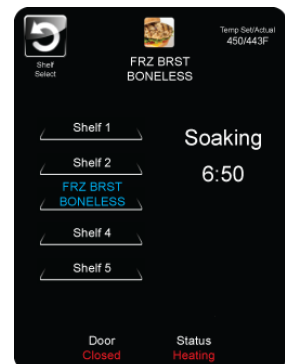 Temp Set/Actual
450/443F
Shelf
Select
FRZ BRST
BONELESS
Shelf 1
Shelf 2
FRZ BRST
BONELESS
Shelf 4
Shelf 5
Soaking
6:50
Door
Closed
Status
Heating